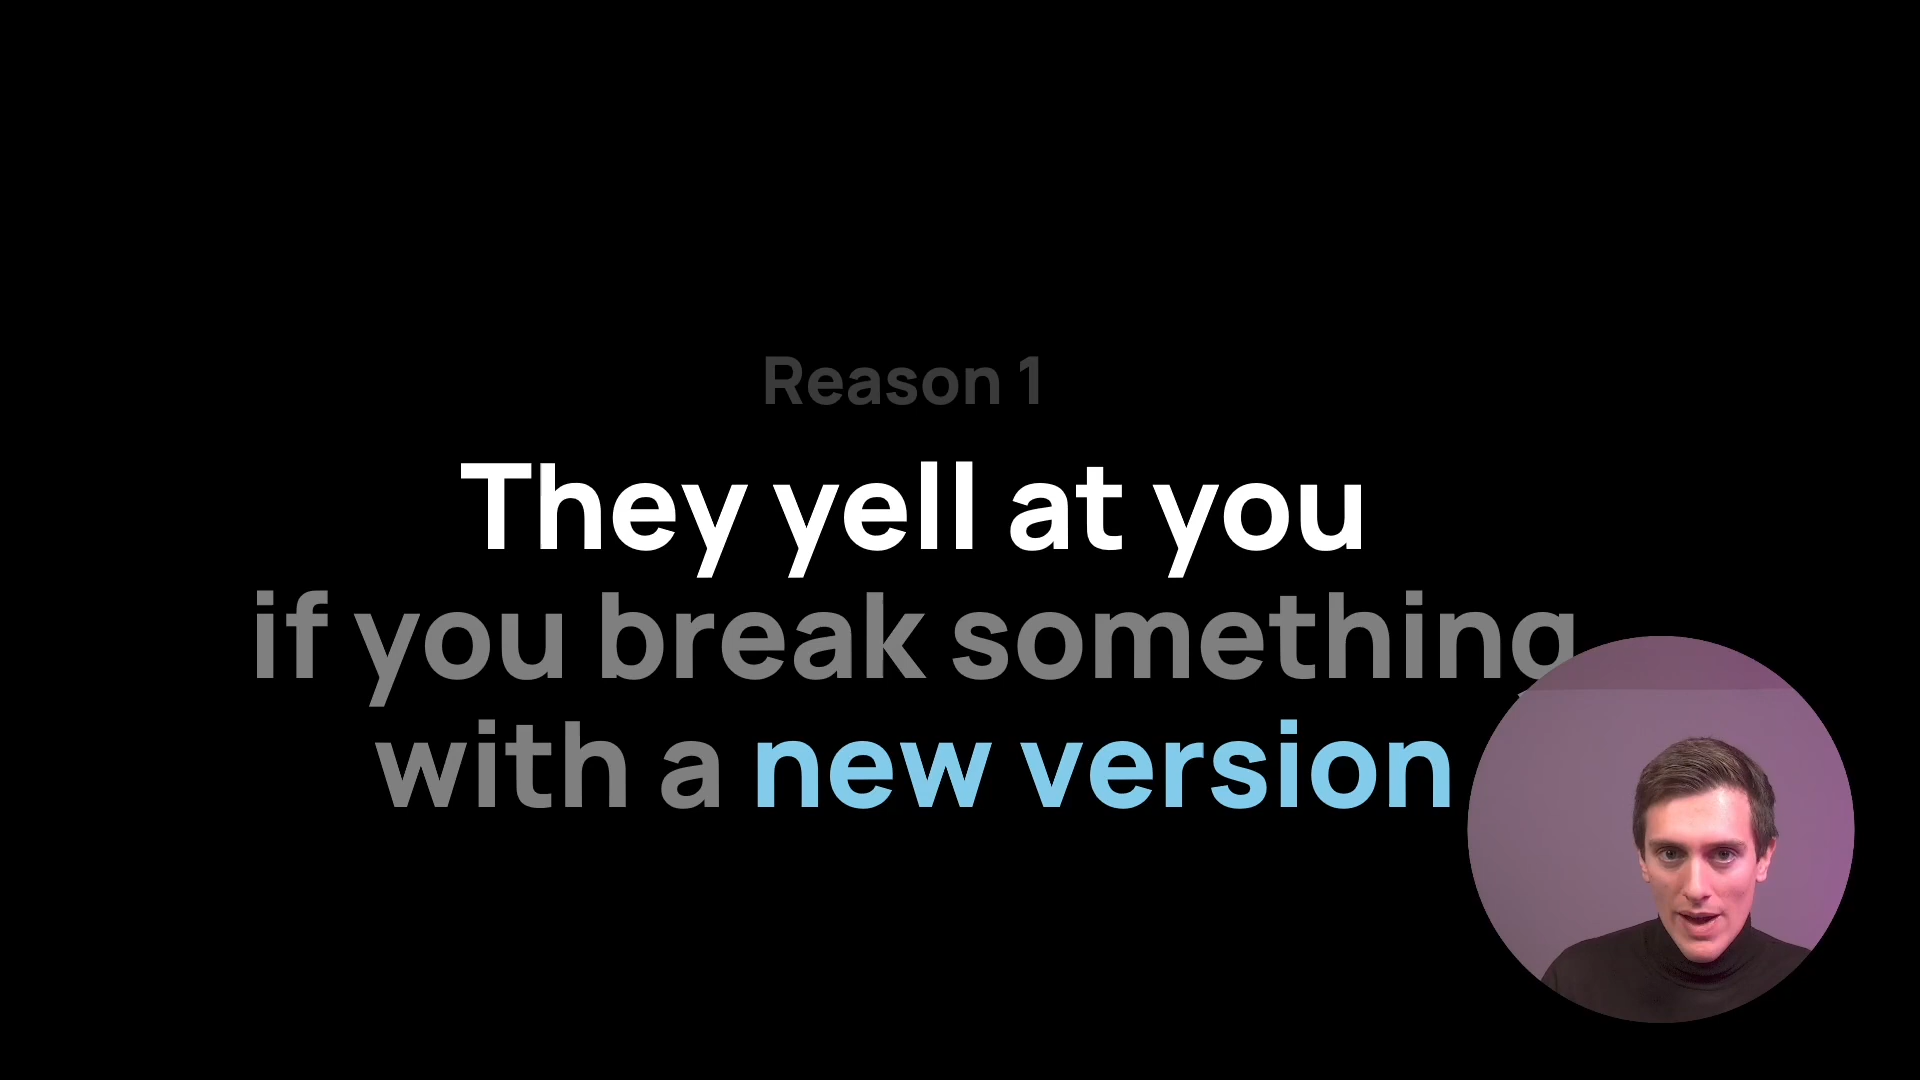 Reason 1
They yell at you
if you break something
with a new version